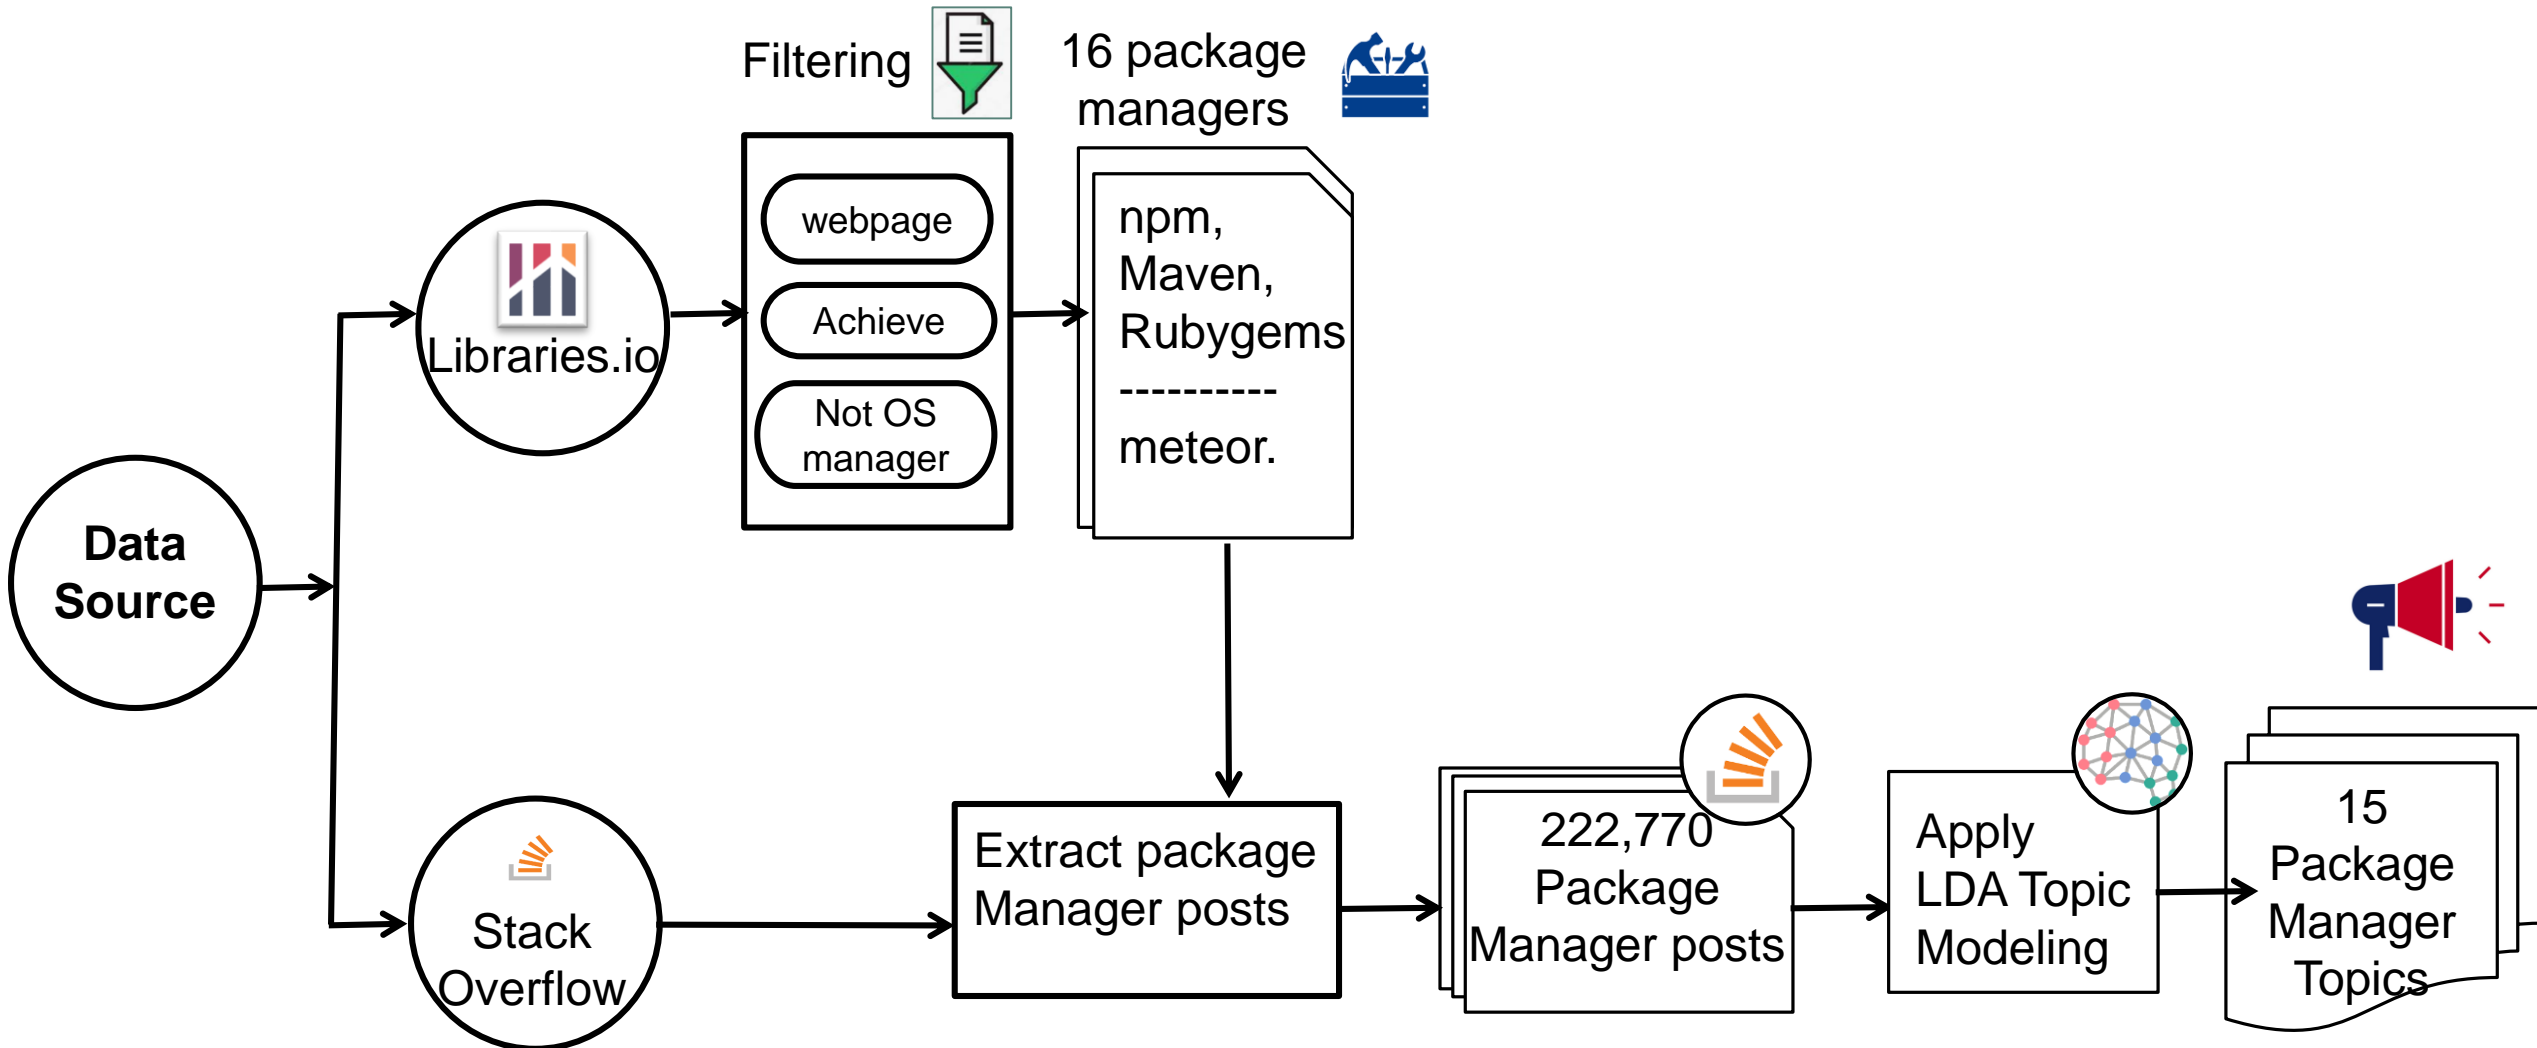 Filtering
16 package
managers
webpage
Achieve
Not OS
manager
npm,
Maven,
Rubygems
----------
meteor.
Libraries.io
Data
Source
Stack
Overflow
Extract package
Manager posts
222,770
Package
Manager posts
Apply
LDA Topic
Modeling
15
Package
Manager
Topics